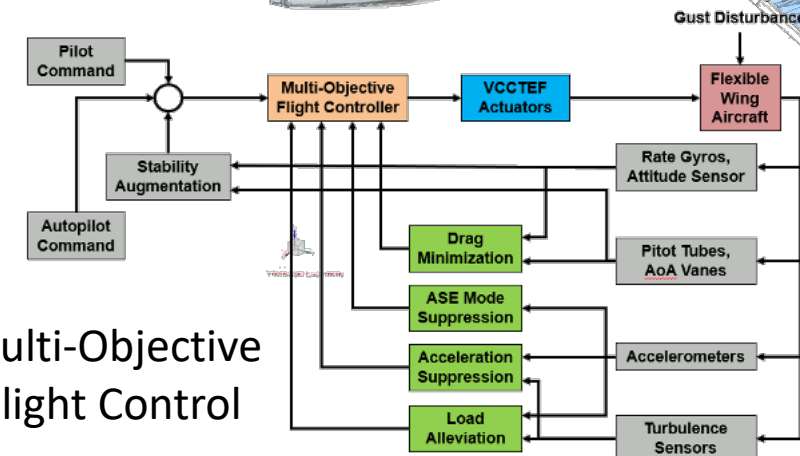 Gust Disturbance
Pilot
Command
Multi-Objective
Flight Controller
VCCTEF
Actuators
Flexible
Wing
Aircraft
Stability
Augmentation
Rate Gyros,
Attitude Sensor
Autopilot
Command
Drag
Minimization
Pitot Tubes,
AoA Vanes
ASE Mode
Suppression
ulti-Objective
light Control
Acceleration
Suppression
Accelerometers
Load
Alleviation
Turbulence
Sensors